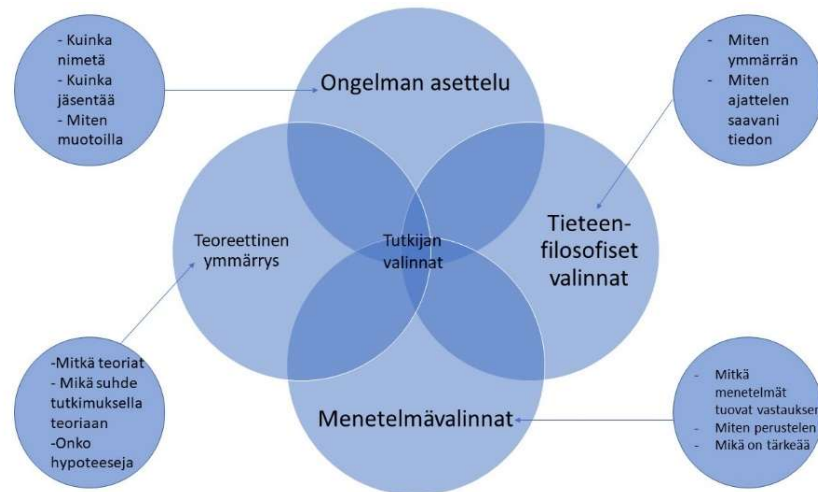 - Kuinka
nimetä
- Kuinka
jäsentää
- Miten
muotoilla
Ongelman asettelu
- Miten
ymmärrän
- Miten
ajattelen
saavani
tiedon
Teoreettinen
ymmärrys
Tutkijan
valinnat
Tieteen-
filosofiset
valinnat
-Mitkä teoriat
- Mikä suhde
tutkimuksella
teoriaan
-Onko
hypoteeseja
Menetelmävalinnat
- Mitkä
menetelmät
tuovat vastauksen
- Miten perustelen
- Mikä on tärkeää